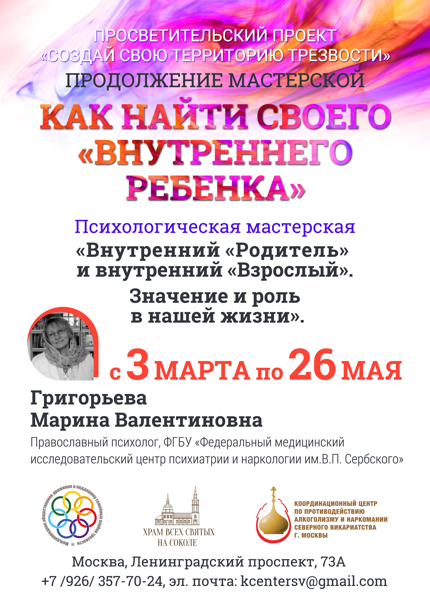 ПРОСВЕТИТЕЛЬСКИЙ ПРОЕКТ
«СОЗДАЙ СВОЮ ТЕРРИТОРИЮ ТРЕЗВОСТИ»
ПРОДОЛЖЕНИЕ МАСТЕРСКОЙ
КАК НАЙТИ СВОЕГО
«ВНУТРЕННЕГО
РЕБЕНКА»
Психологическая мастерская
«Внутренний «Родитель»
и внутренний «Взрослый».
Значение и роль
в нашей жизни».
с 3 МАРТА по 26 МАЯ
Григорьева
Марина Валентиновна
Православный психолог, ФГБУ «Федеральный медицинский
исследовательский центр психиатрии и наркологии им.В.П. Сербского»
ХРАМ ВСЕХ СВЯТЫХ
НА СОКОЛЕ
КООРДИНАЦИОННЫЙ ЦЕНТР
ПО ПРОТИВОДЕЙСТВИЮ
АЛКОГОЛИЗМУ И НАРКОМАНИИ
СЕВЕРНОГО ВИКАРИАТСТВА
Г. МОСКВЫ
Москва, Ленинградский проспект, 73А
+7 /926/ 357-70-24, эл. почта: kcentersv@gmail.com